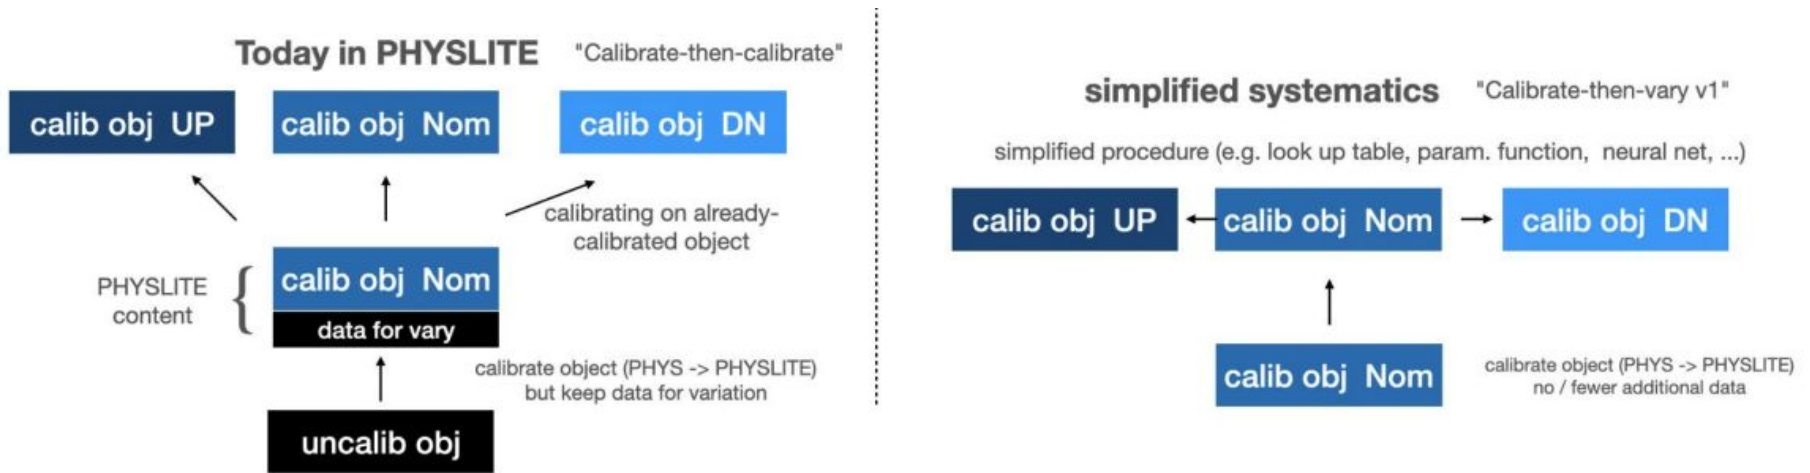 Today in PHYSLITE "Calibrate-then-calibrate"
calib obj UP calib obj Nom calib obj DN
calibrating on already-
calibrated object
PHYSLITE
content
calib obj Nom
data for vary
calibrate object (PHYS -> PHYSLITE)
but keep data for variation
uncalib obj
simplified systematics "Calibrate-then-vary v1"
simplified procedure (e.g. look up table, param. function, neural net, ...)
calib obj UP calib obj Nom calib obj DN
calib obj Nom
calibrate object (PHYS -> PHYSLITE)
no / fewer additional data